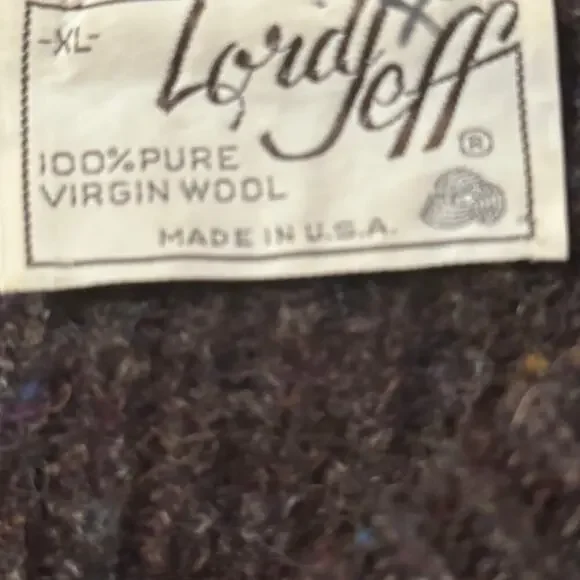 -XL-
Lord Jeff®
100% PURE
VIRGIN WOOL
MADE IN U.S.A.